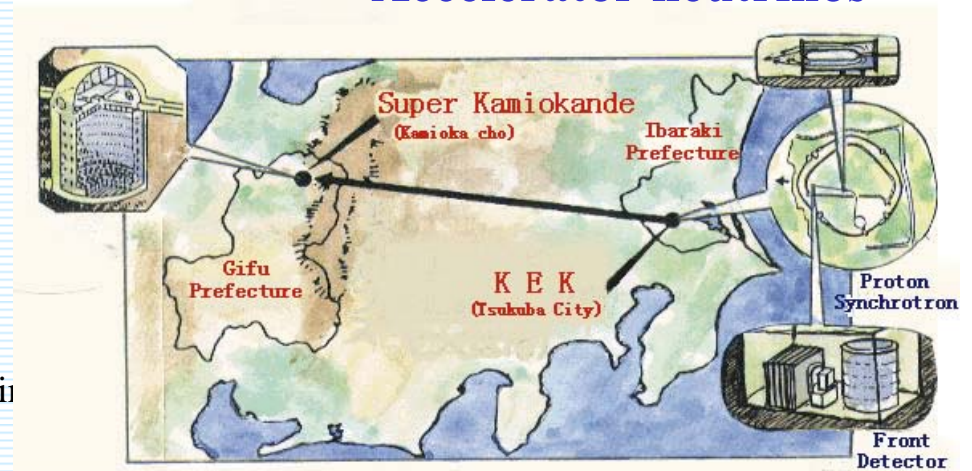 Super Kamiokande
(Kamioka cho)
Ibaraki
Prefecture
Gifu
Prefecture
K E K
(Tsukuba City)
Proton
Synchrotron
Front
Detector